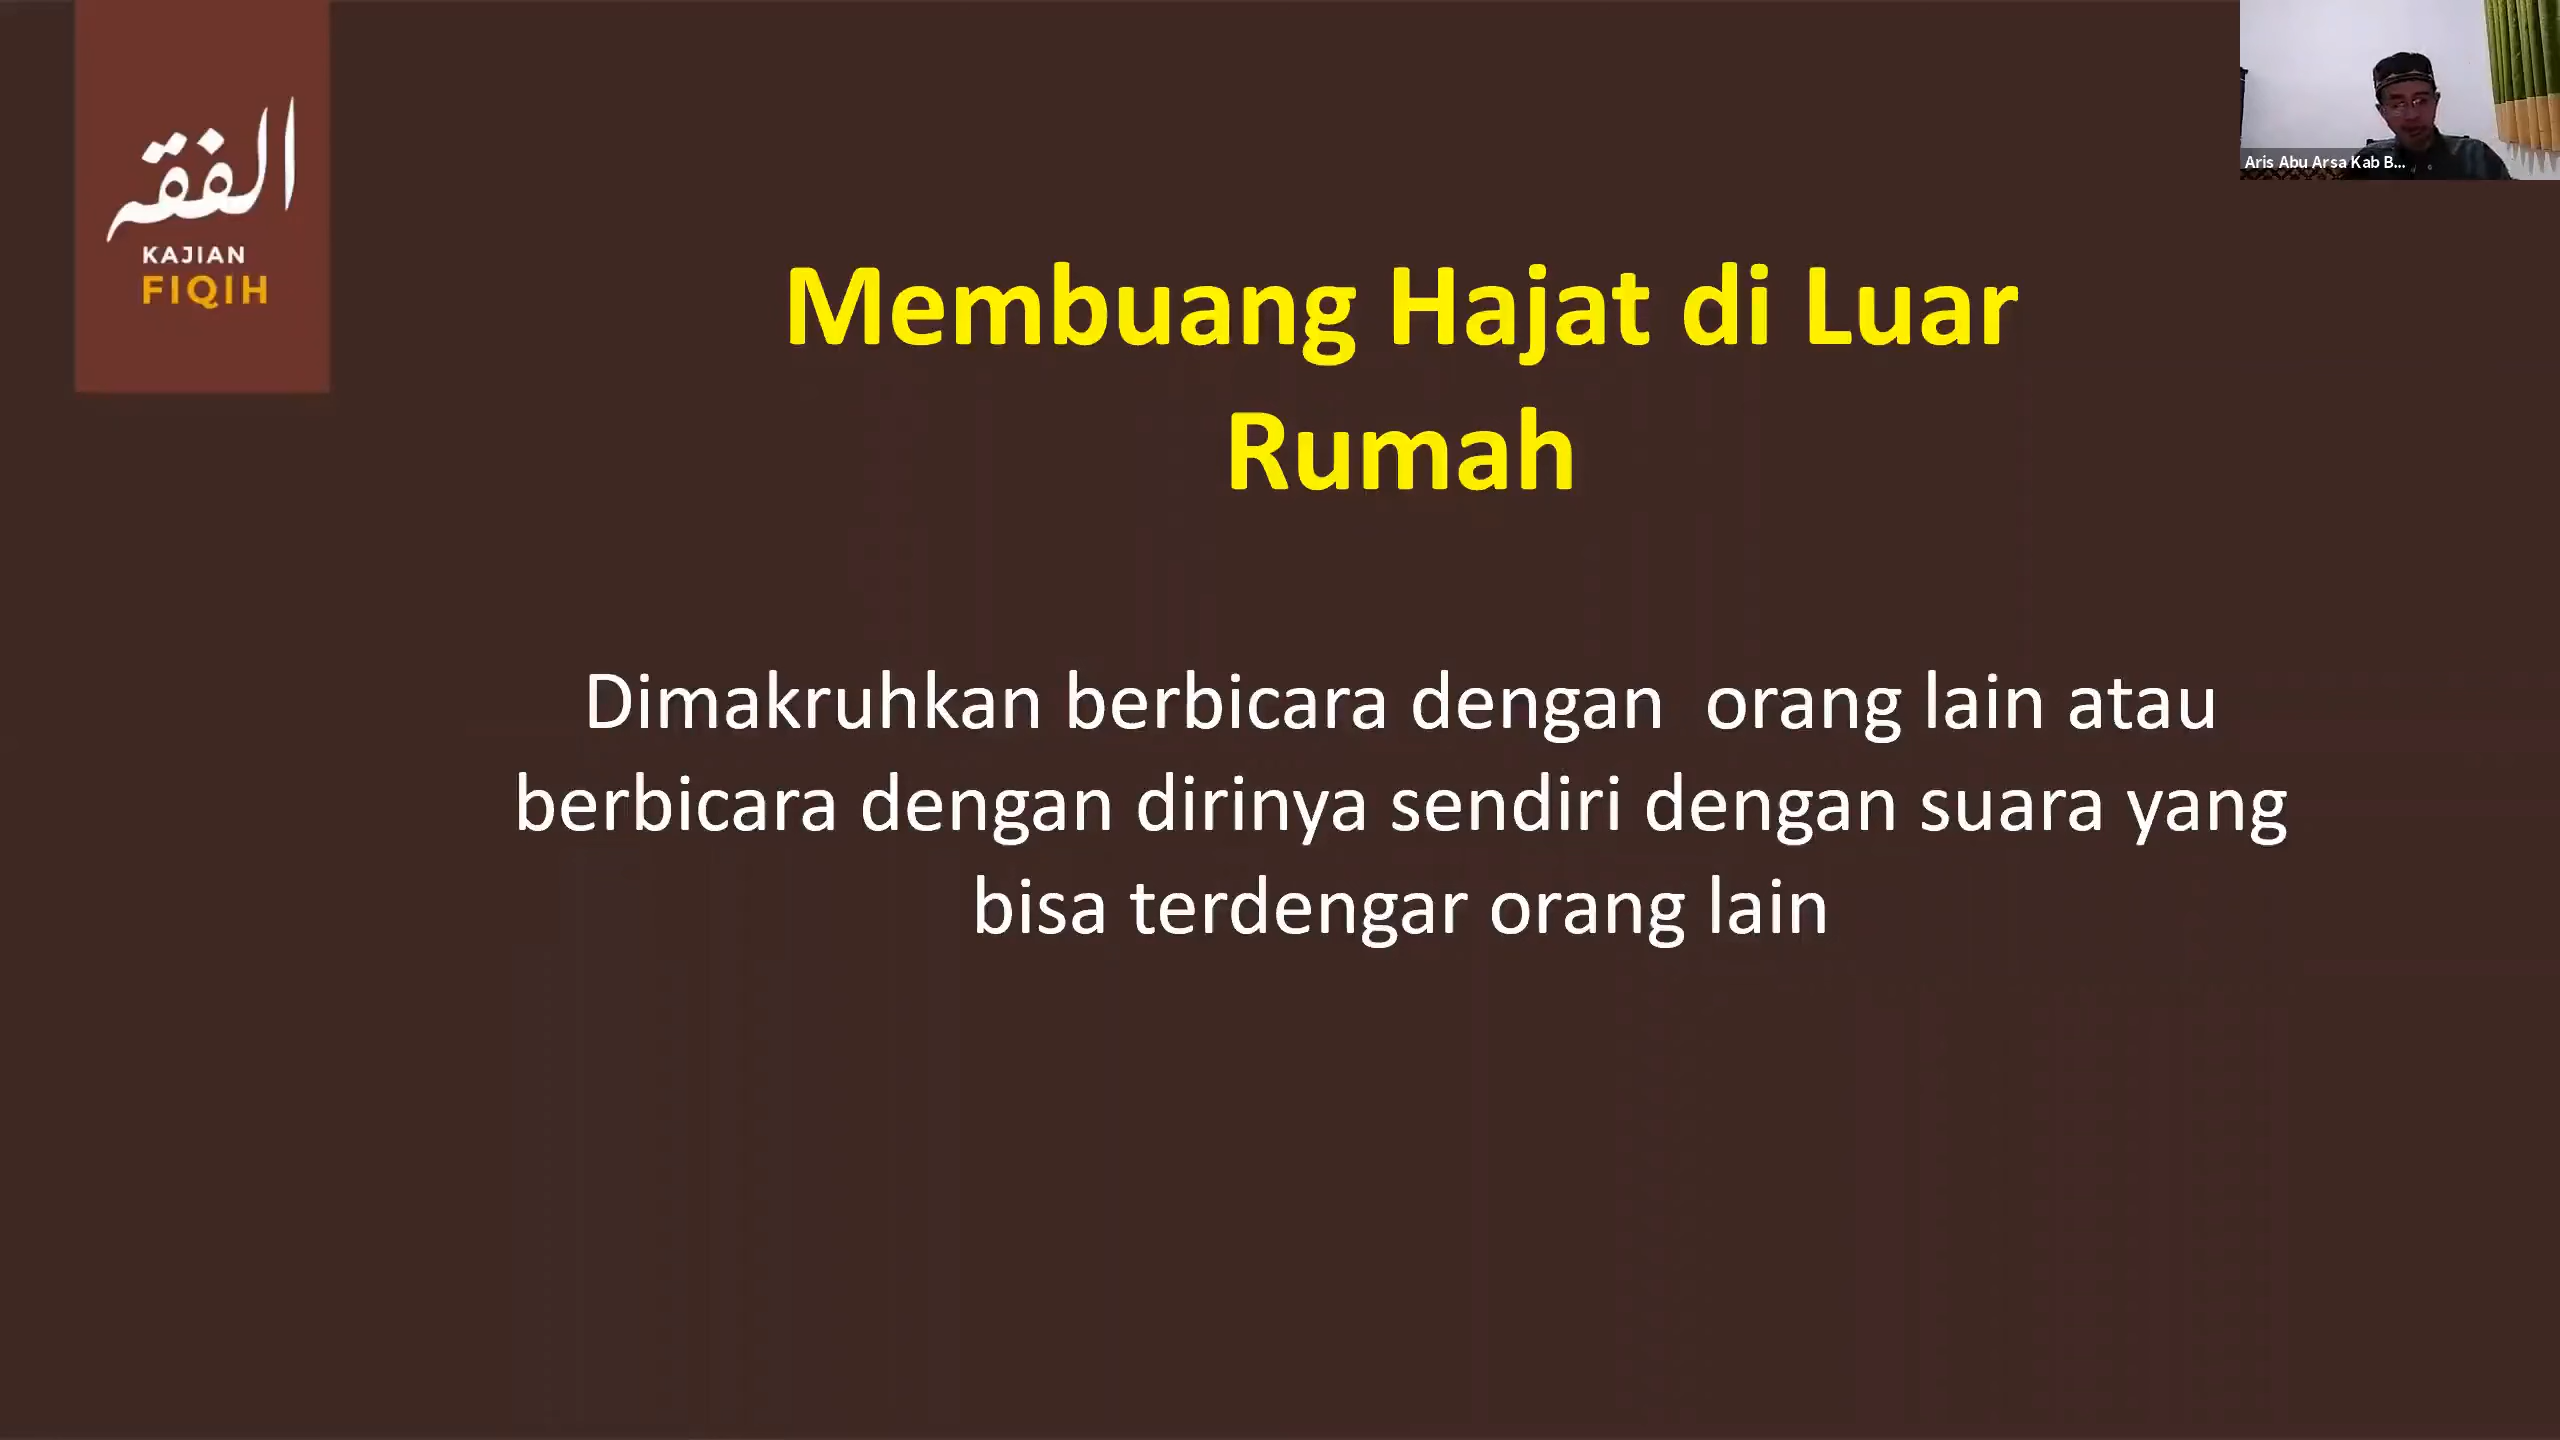 الفقه
KAJIAN
FIQIH
Aris Abu Arsa Kab B...
Membuang Hajat di Luar
Rumah
Dimakruhkan berbicara dengan  orang lain atau
berbicara dengan dirinya sendiri dengan suara yang
bisa terdengar orang lain